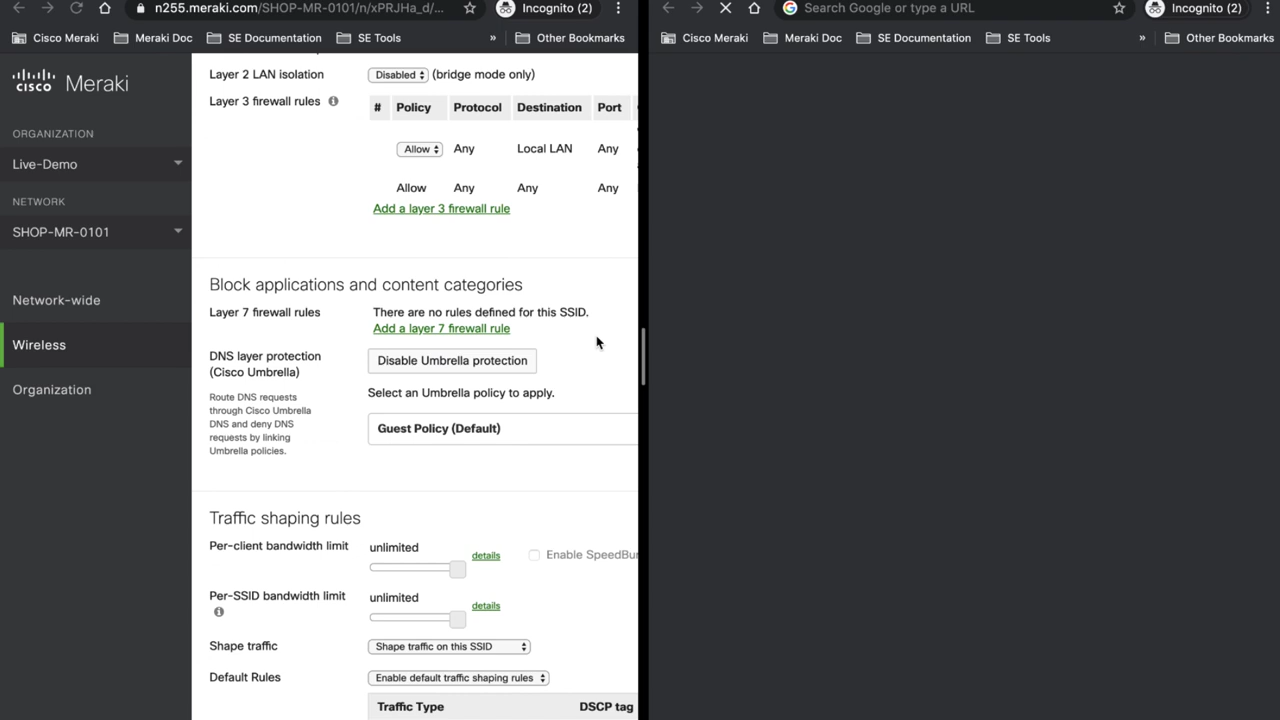 n255.meraki.com/SHOP-MR-0101/n/xPRJHa_d/...
Incognito (2)
Search Google or type a URL
Incognito (2)
Cisco Meraki
Meraki Doc
SE Documentation
SE Tools
»
Other Bookmarks
Cisco Meraki
Meraki Doc
SE Documentation
SE Tools
»
Other Bookmarks
cisco Meraki
ORGANIZATION
Live-Demo
NETWORK
SHOP-MR-0101
Network-wide
Wireless
Organization
Layer 2 LAN isolation
Disabled (bridge mode only)
Layer 3 firewall rules
# Policy Protocol Destination Port
Allow Any Local LAN Any
Allow Any Any Any
Add a layer 3 firewall rule
Block applications and content categories
Layer 7 firewall rules
There are no rules defined for this SSID.
Add a layer 7 firewall rule
DNS layer protection
(Cisco Umbrella)
Disable Umbrella protection
Route DNS requests
through Cisco Umbrella
DNS and deny DNS
requests by linking
Umbrella policies.
Select an Umbrella policy to apply.
Guest Policy (Default)
Traffic shaping rules
Per-client bandwidth limit
unlimited
details
Enable SpeedBur
Per-SSID bandwidth limit
unlimited
details
Shape traffic
Shape traffic on this SSID
Default Rules
Enable default traffic shaping rules
Traffic Type DSCP tag